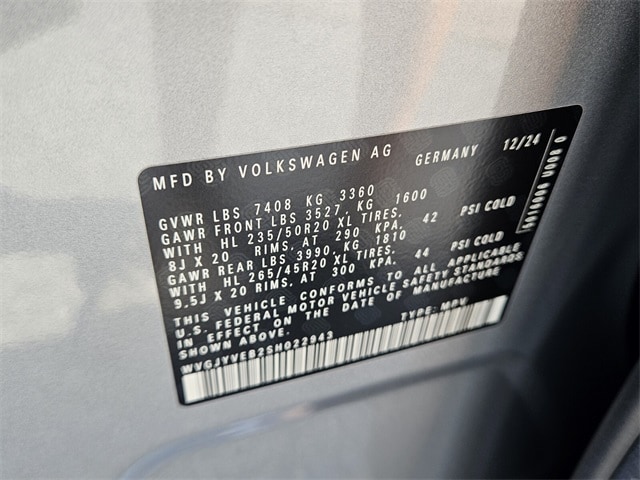 MFD BY VOLKSWAGEN AG GERMANY 12/24
GVWR LBS 7408 KG 3360
GAWR FRONT LBS 3527, KG 1600
WITH HL 235/50R20 XL TIRES,
8J X 20 RIMS, AT 290 KPA, 42 PSI COLD
GAWR REAR LBS 3990, KG 1810
WITH HL 265/45R20 XL TIRES,
9.5J X 20 RIMS, AT 300 KPA, 44 PSI COLD
THIS VEHICLE CONFORMS TO ALL APPLICABLE
U.S. FEDERAL MOTOR VEHICLE SAFETY STANDARDS
IN EFFECT ON THE DATE OF MANUFACTURE
SHOWN ABOVE.
TYPE: MPV